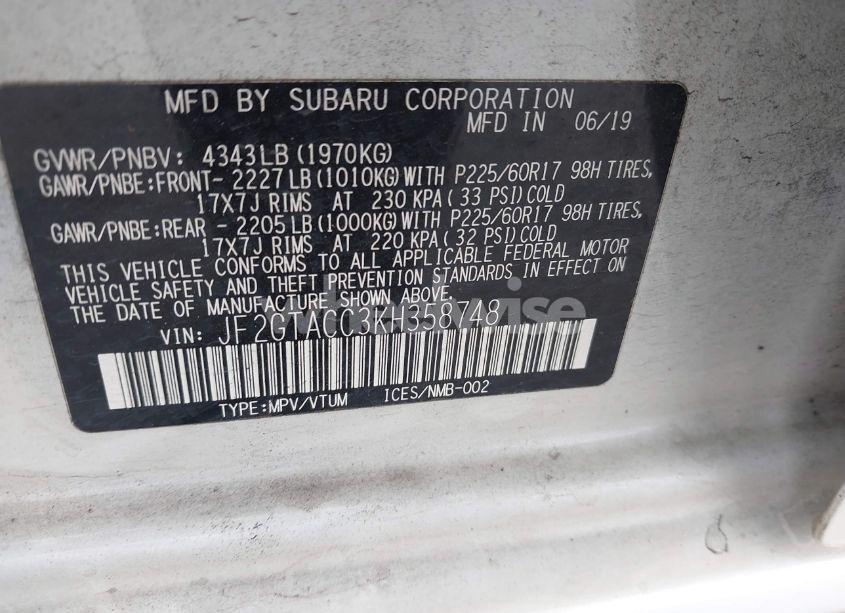 MFD BY SUBARU CORPORATION
MFD IN 06/19
GVWR/PNBV: 4343LB (1970KG)
GAWR/PNBE:FRONT- 2227LB (1010KG) WITH P225/60R17 98H TIRES,
17X7J RIMS AT 230 KPA( 33 PSI)COLD
GAWR/PNBE:REAR - 2205LB (1000KG) WITH P225/60R17 98H TIRES,
17X7J RIMS AT 220 KPA( 32 PSI)COLD
THIS VEHICLE CONFORMS TO ALL APPLICABLE FEDERAL MOTOR
VEHICLE SAFETY AND THEFT PREVENTION STANDARDS IN EFFECT ON
THE DATE OF MANUFACTURE SHOWN ABOVE.
VIN: JF2GTACC3KH358748
TYPE:MPV/VTUM ICES/NMB-002